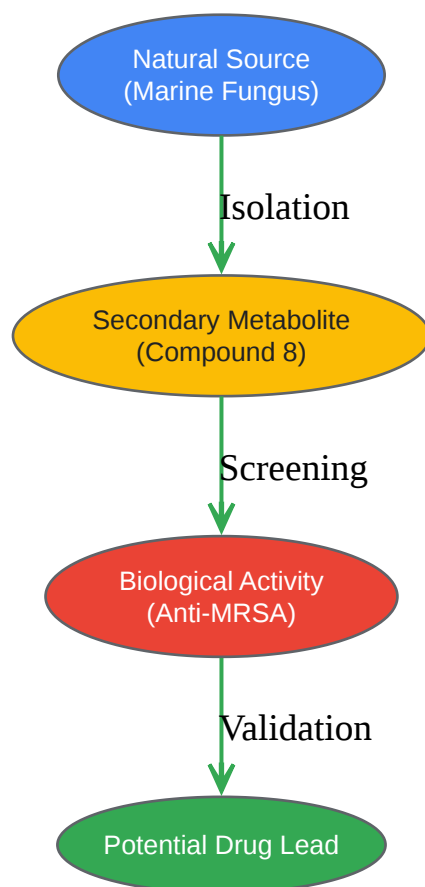 Natural Source
(Marine Fungus)
Isolation
Secondary Metabolite
(Compound 8)
Screening
Biological Activity
(Anti-MRSA)
Validation
Potential Drug Lead